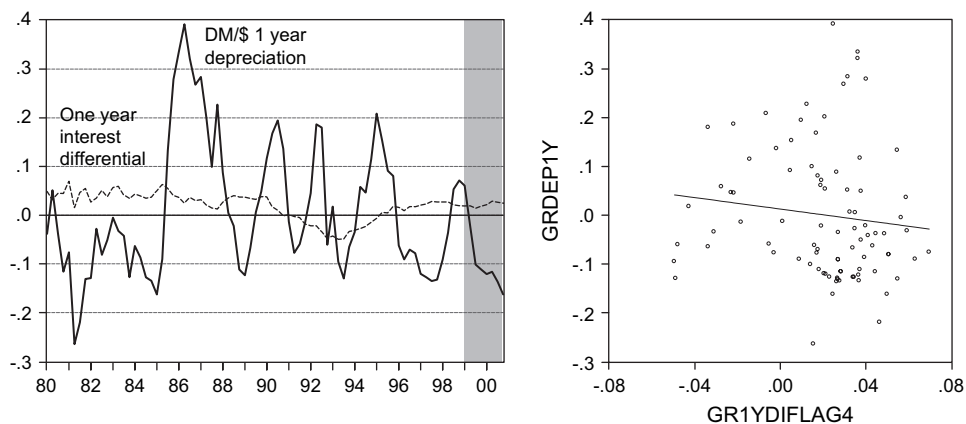 .4
.3
.2
.1
.0
-.1
-.2
-.3
DM/$ 1 year
depreciation
One year
interest
differential
80 82 84 86 88 90 92 94 96 98 00
GRDEP1Y
.4
.3
.2
.1
.0
-.1
-.2
-.3
-.08 -.04 .00 .04 .08
GR1YDIFLAG4